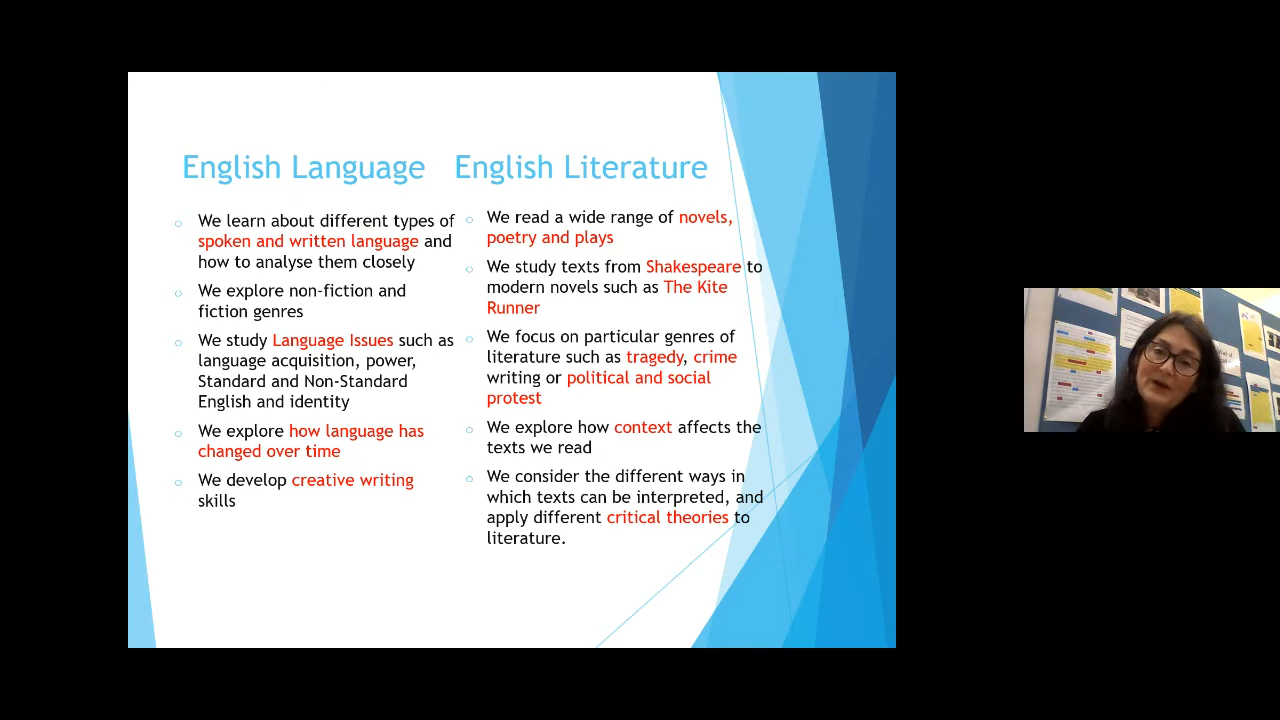 English Language
We learn about different types of
spoken and written language and
how to analyse them closely
We explore non-fiction and
fiction genres
We study Language Issues such as
language acquisition, power,
Standard and Non-Standard
English and identity
We explore how language has
changed over time
We develop creative writing
skills
English Literature
We read a wide range of novels,
poetry and plays
We study texts from Shakespeare to
modern novels such as The Kite
Runner
We focus on particular genres of
literature such as tragedy, crime
writing or political and social
protest
We explore how context affects the
texts we read
We consider the different ways in
which texts can be interpreted, and
apply different critical theories to
literature.